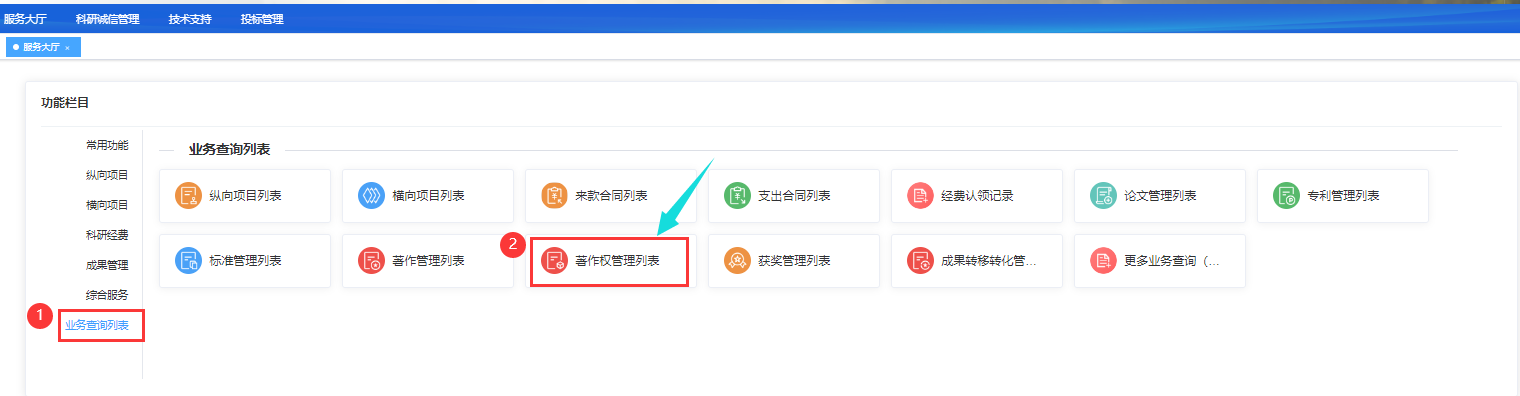 服务大厅 科研诚信管理 技术支持 投标管理
服务大厅 ×
功能栏目
常用功能
纵向项目
横向项目
科研经费
成果管理
综合服务
1 业务查询列表
业务查询列表
纵向项目列表 横向项目列表 来款合同列表 支出合同列表 经费认领记录 论文管理列表 专利管理列表
标准管理列表 著作管理列表 2 著作权管理列表 获奖管理列表 成果转移转化管... 更多业务查询（...